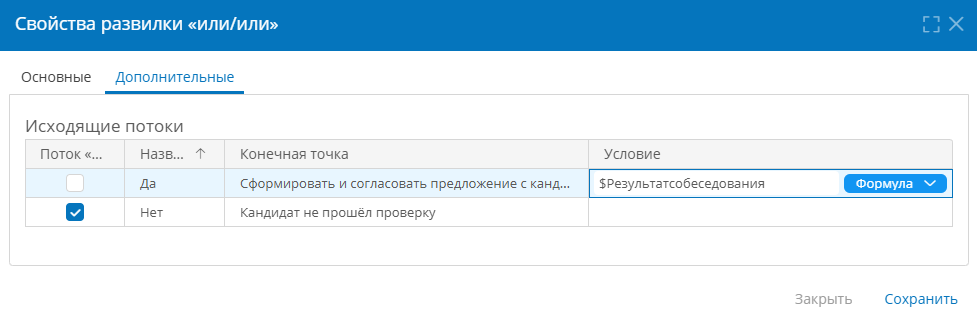 Свойства развилки «или/или»
Основные Дополнительные
Исходящие потоки
Поток «... Назв... Конечная точка Условие
Да Сформировать и согласовать предложение с канд... $Результатсобеседования Формула
Нет Кандидат не прошёл проверку
Закрыть Сохранить